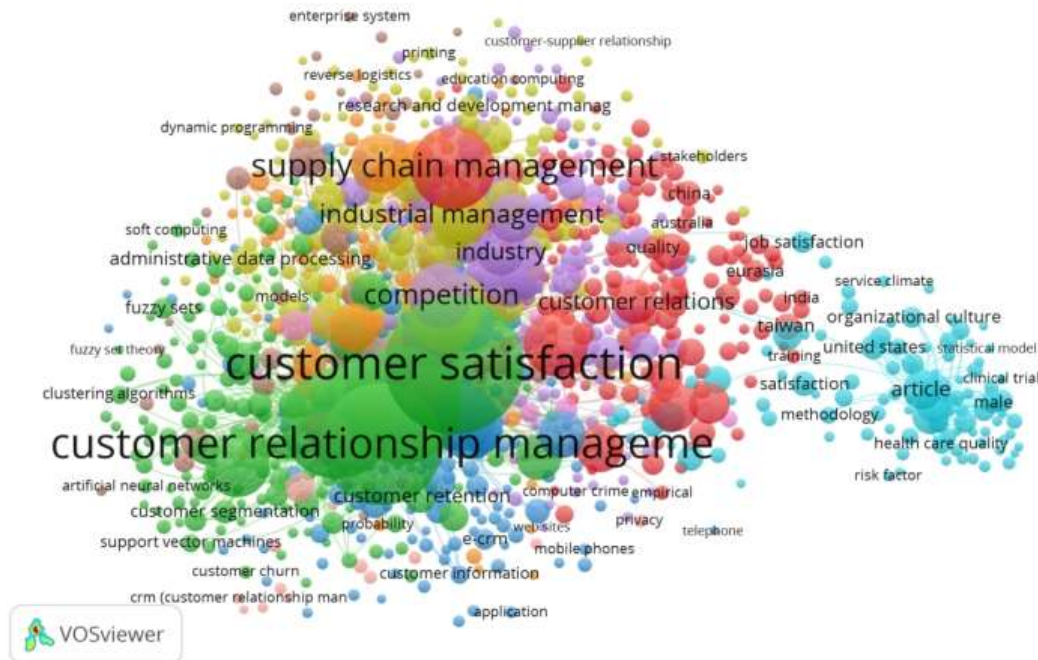 enterprise system
customer-supplier relationship
printing
reverse logistics
education computing
research and development manag
dynamic programming
supply chain management
stakeholders
china
industrial management
australia
soft computing
industry
quality
job satisfaction
administrative data processing
eurasia
service climate
models
competition
customer relations
india
fuzzy sets
organizational culture
taiwan
fuzzy set theory
customer satisfaction
training
united states
statistical model
clustering algorithms
satisfaction
article
clinical trial
methodology
male
customer relationship manageme
health care quality
risk factor
artificial neural networks
customer retention
computer crime
empirical
customer segmentation
probability
web sites
privacy
telephone
support vector machines
e-crm
mobile phones
customer churn
customer information
crm (customer relationship man
application
VOSviewer